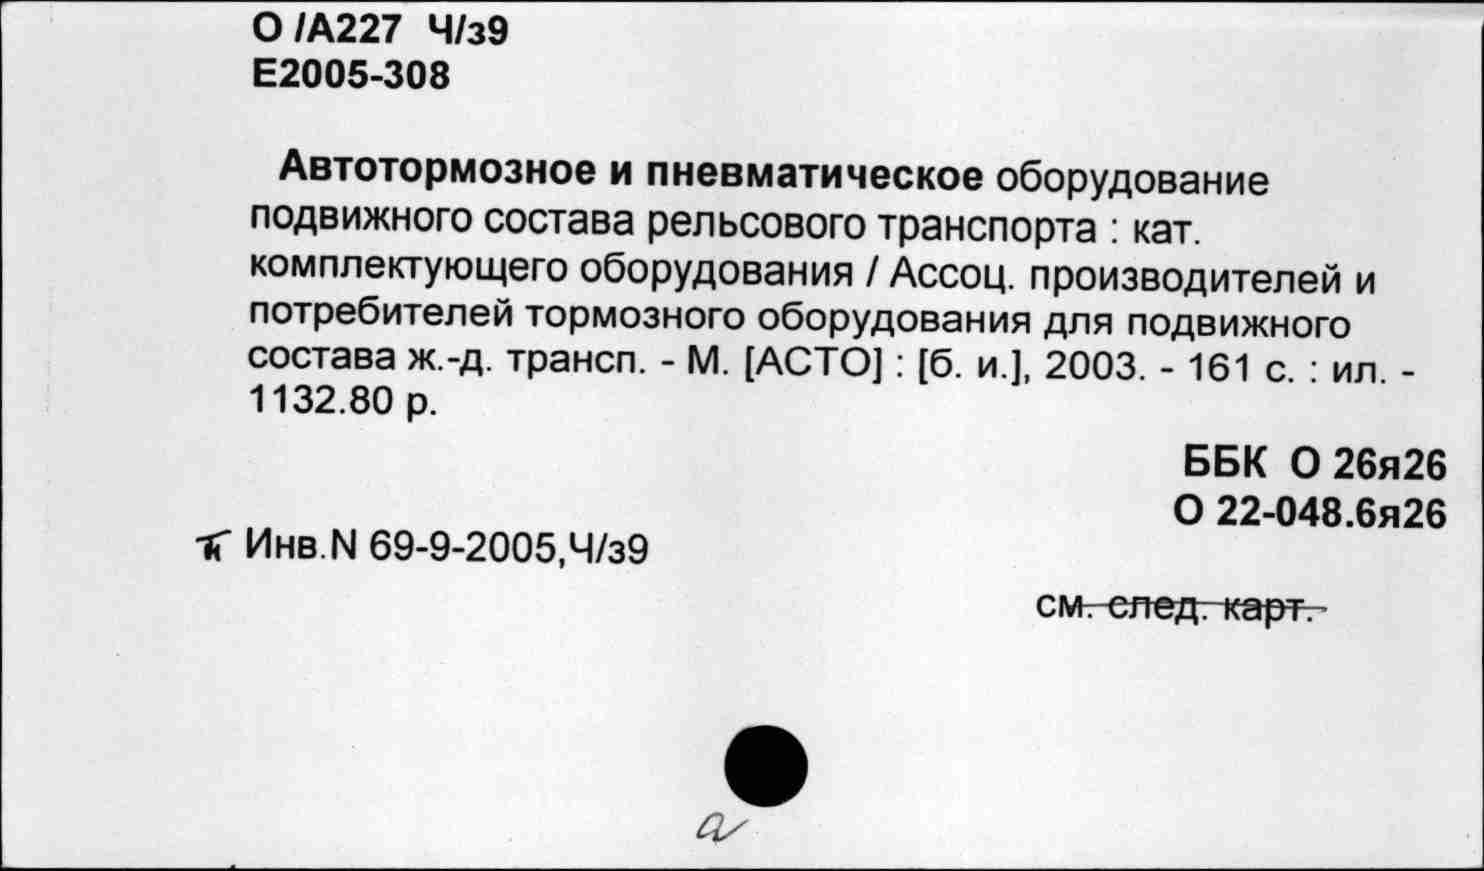 О /А227 Ч/з9
Е2005-308
Автотормозное и пневматическое оборудование
подвижного состава рельсового транспорта : кат.
комплектующего оборудования / Ассоц. производителей и
потребителей тормозного оборудования для подвижного
состава ж.-д. трансп. - М. [АСТО] : [б. и.], 2003. - 161 с. : ил. -
1132.80 р.
ББК О 26я26
О 22-048.6я26
Инв.N 69-9-2005,Ч/з9
см. след. карт.